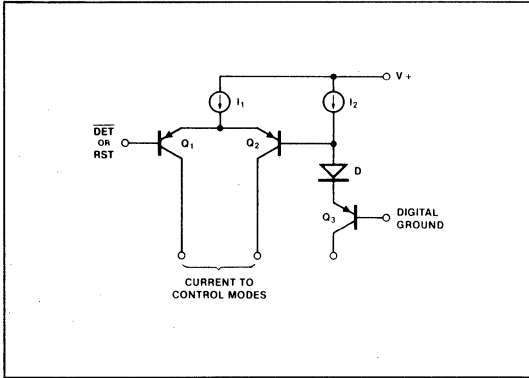 V +
I1
I2
DET
OR
RST
Q1
Q2
D
Q3
DIGITAL
GROUND
CURRENT TO
CONTROL MODES